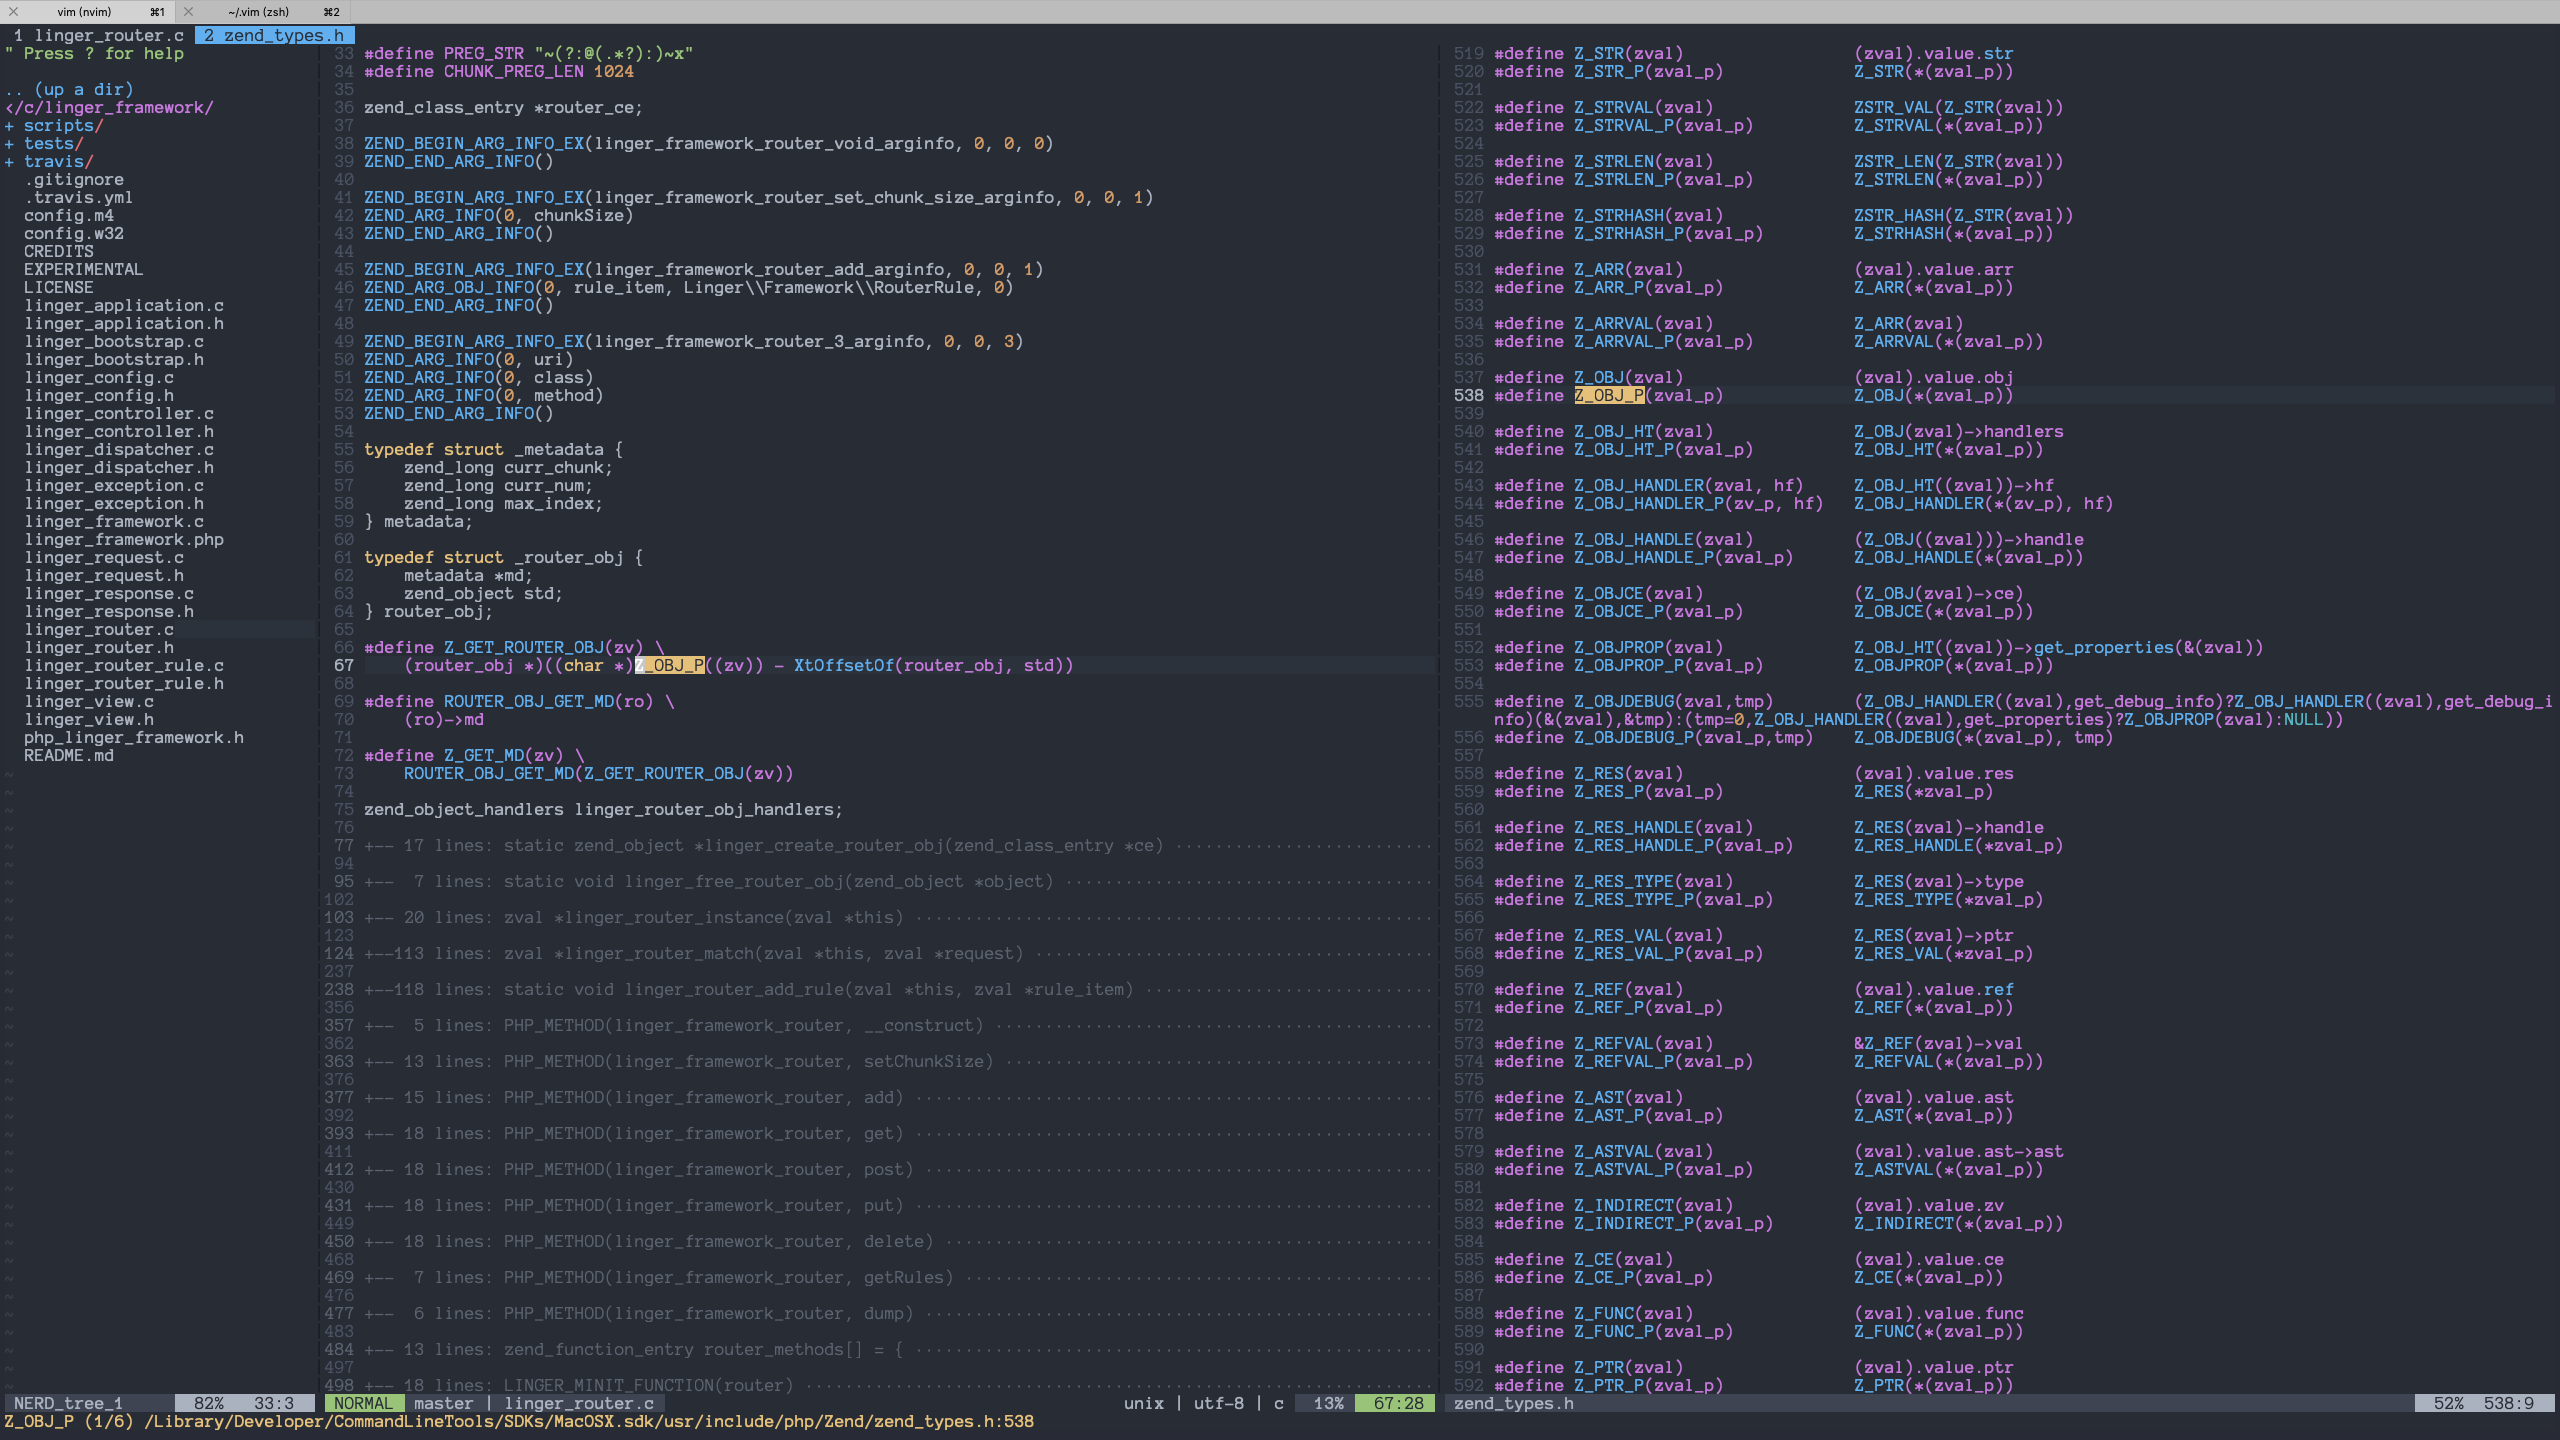 vim (nvim) ⌘1 ~/.vim (zsh) ⌘2
1 linger_router.c 2 zend_types.h
" Press ? for help
.. (up a dir)
</c/linger_framework/
+ scripts/
+ tests/
+ travis/
.gitignore
.travis.yml
config.m4
config.w32
CREDITS
EXPERIMENTAL
LICENSE
linger_application.c
linger_application.h
linger_bootstrap.c
linger_bootstrap.h
linger_config.c
linger_config.h
linger_controller.c
linger_controller.h
linger_dispatcher.c
linger_dispatcher.h
linger_exception.c
linger_exception.h
linger_framework.c
linger_framework.php
linger_request.c
linger_request.h
linger_response.c
linger_response.h
linger_router.c
linger_router.h
linger_router_rule.c
linger_router_rule.h
linger_view.c
linger_view.h
php_linger_framework.h
README.md
33 #define PREG_STR "~(?:@(.*?):)~x"
34 #define CHUNK_PREG_LEN 1024
35
36 zend_class_entry *router_ce;
37
38 ZEND_BEGIN_ARG_INFO_EX(linger_framework_router_void_arginfo, 0, 0, 0)
39 ZEND_END_ARG_INFO()
40
41 ZEND_BEGIN_ARG_INFO_EX(linger_framework_router_set_chunk_size_arginfo, 0, 0, 1)
42 ZEND_ARG_INFO(0, chunkSize)
43 ZEND_END_ARG_INFO()
44
45 ZEND_BEGIN_ARG_INFO_EX(linger_framework_router_add_arginfo, 0, 0, 1)
46 ZEND_ARG_OBJ_INFO(0, rule_item, Linger\\Framework\\RouterRule, 0)
47 ZEND_END_ARG_INFO()
48
49 ZEND_BEGIN_ARG_INFO_EX(linger_framework_router_3_arginfo, 0, 0, 3)
50 ZEND_ARG_INFO(0, uri)
51 ZEND_ARG_INFO(0, class)
52 ZEND_ARG_INFO(0, method)
53 ZEND_END_ARG_INFO()
54
55 typedef struct _metadata {
56 zend_long curr_chunk;
57 zend_long curr_num;
58 zend_long max_index;
59 } metadata;
60
61 typedef struct _router_obj {
62 metadata *md;
63 zend_object std;
64 } router_obj;
65
66 #define Z_GET_ROUTER_OBJ(zv) \
67 (router_obj *)((char *)Z_OBJ_P((zv)) - XtOffsetOf(router_obj, std))
68
69 #define ROUTER_OBJ_GET_MD(ro) \
70 (ro)->md
71
72 #define Z_GET_MD(zv) \
73 ROUTER_OBJ_GET_MD(Z_GET_ROUTER_OBJ(zv))
74
75 zend_object_handlers linger_router_obj_handlers;
76
77 +-- 17 lines: static zend_object *linger_create_router_obj(zend_class_entry *ce)
94
95 +-- 7 lines: static void linger_free_router_obj(zend_object *object)
102
103 +-- 20 lines: zval *linger_router_instance(zval *this)
123
124 +--113 lines: zval *linger_router_match(zval *this, zval *request)
237
238 +--118 lines: static void linger_router_add_rule(zval *this, zval *rule_item)
356
357 +-- 5 lines: PHP_METHOD(linger_framework_router, __construct)
362
363 +-- 13 lines: PHP_METHOD(linger_framework_router, setChunkSize)
376
377 +-- 15 lines: PHP_METHOD(linger_framework_router, add)
392
393 +-- 18 lines: PHP_METHOD(linger_framework_router, get)
411
412 +-- 18 lines: PHP_METHOD(linger_framework_router, post)
430
431 +-- 18 lines: PHP_METHOD(linger_framework_router, put)
449
450 +-- 18 lines: PHP_METHOD(linger_framework_router, delete)
468
469 +-- 7 lines: PHP_METHOD(linger_framework_router, getRules)
476
477 +-- 6 lines: PHP_METHOD(linger_framework_router, dump)
483
484 +-- 13 lines: zend_function_entry router_methods[] = {
497
498 +-- 18 lines: LINGER_MINIT_FUNCTION(router)
519 #define Z_STR(zval) (zval).value.str
520 #define Z_STR_P(zval_p) Z_STR(*(zval_p))
521
522 #define Z_STRVAL(zval) ZSTR_VAL(Z_STR(zval))
523 #define Z_STRVAL_P(zval_p) Z_STRVAL(*(zval_p))
524
525 #define Z_STRLEN(zval) ZSTR_LEN(Z_STR(zval))
526 #define Z_STRLEN_P(zval_p) Z_STRLEN(*(zval_p))
527
528 #define Z_STRHASH(zval) ZSTR_HASH(Z_STR(zval))
529 #define Z_STRHASH_P(zval_p) Z_STRHASH(*(zval_p))
530
531 #define Z_ARR(zval) (zval).value.arr
532 #define Z_ARR_P(zval_p) Z_ARR(*(zval_p))
533
534 #define Z_ARRVAL(zval) Z_ARR(zval)
535 #define Z_ARRVAL_P(zval_p) Z_ARRVAL(*(zval_p))
536
537 #define Z_OBJ(zval) (zval).value.obj
538 #define Z_OBJ_P(zval_p) Z_OBJ(*(zval_p))
539
540 #define Z_OBJ_HT(zval) Z_OBJ(zval)->handlers
541 #define Z_OBJ_HT_P(zval_p) Z_OBJ_HT(*(zval_p))
542
543 #define Z_OBJ_HANDLER(zval, hf) Z_OBJ_HT((zval))->hf
544 #define Z_OBJ_HANDLER_P(zv_p, hf) Z_OBJ_HANDLER(*(zv_p), hf)
545
546 #define Z_OBJ_HANDLE(zval) (Z_OBJ((zval)))->handle
547 #define Z_OBJ_HANDLE_P(zval_p) Z_OBJ_HANDLE(*(zval_p))
548
549 #define Z_OBJCE(zval) (Z_OBJ(zval)->ce)
550 #define Z_OBJCE_P(zval_p) Z_OBJCE(*(zval_p))
551
552 #define Z_OBJPROP(zval) Z_OBJ_HT((zval))->get_properties(&(zval))
553 #define Z_OBJPROP_P(zval_p) Z_OBJPROP(*(zval_p))
554
555 #define Z_OBJDEBUG(zval,tmp) (Z_OBJ_HANDLER((zval),get_debug_info)?Z_OBJ_HANDLER((zval),get_debug_i
nfo)(&(zval),&tmp):(tmp=0,Z_OBJ_HANDLER((zval),get_properties)?Z_OBJPROP(zval):NULL))
556 #define Z_OBJDEBUG_P(zval_p,tmp) Z_OBJDEBUG(*(zval_p), tmp)
557
558 #define Z_RES(zval) (zval).value.res
559 #define Z_RES_P(zval_p) Z_RES(*zval_p)
560
561 #define Z_RES_HANDLE(zval) Z_RES(zval)->handle
562 #define Z_RES_HANDLE_P(zval_p) Z_RES_HANDLE(*zval_p)
563
564 #define Z_RES_TYPE(zval) Z_RES(zval)->type
565 #define Z_RES_TYPE_P(zval_p) Z_RES_TYPE(*zval_p)
566
567 #define Z_RES_VAL(zval) Z_RES(zval)->ptr
568 #define Z_RES_VAL_P(zval_p) Z_RES_VAL(*zval_p)
569
570 #define Z_REF(zval) (zval).value.ref
571 #define Z_REF_P(zval_p) Z_REF(*(zval_p))
572
573 #define Z_REFVAL(zval) &Z_REF(zval)->val
574 #define Z_REFVAL_P(zval_p) Z_REFVAL(*(zval_p))
575
576 #define Z_AST(zval) (zval).value.ast
577 #define Z_AST_P(zval_p) Z_AST(*(zval_p))
578
579 #define Z_ASTVAL(zval) (zval).value.ast->ast
580 #define Z_ASTVAL_P(zval_p) Z_ASTVAL(*(zval_p))
581
582 #define Z_INDIRECT(zval) (zval).value.zv
583 #define Z_INDIRECT_P(zval_p) Z_INDIRECT(*(zval_p))
584
585 #define Z_CE(zval) (zval).value.ce
586 #define Z_CE_P(zval_p) Z_CE(*(zval_p))
587
588 #define Z_FUNC(zval) (zval).value.func
589 #define Z_FUNC_P(zval_p) Z_FUNC(*(zval_p))
590
591 #define Z_PTR(zval) (zval).value.ptr
592 #define Z_PTR_P(zval_p) Z_PTR(*(zval_p))
NERD_tree_1 82% 33:3 NORMAL master | linger_router.c unix | utf-8 | c 13% 67:28 zend_types.h 52% 538:9
Z_OBJ_P (1/6) /Library/Developer/CommandLineTools/SDKs/MacOSX.sdk/usr/include/php/Zend/zend_types.h:538